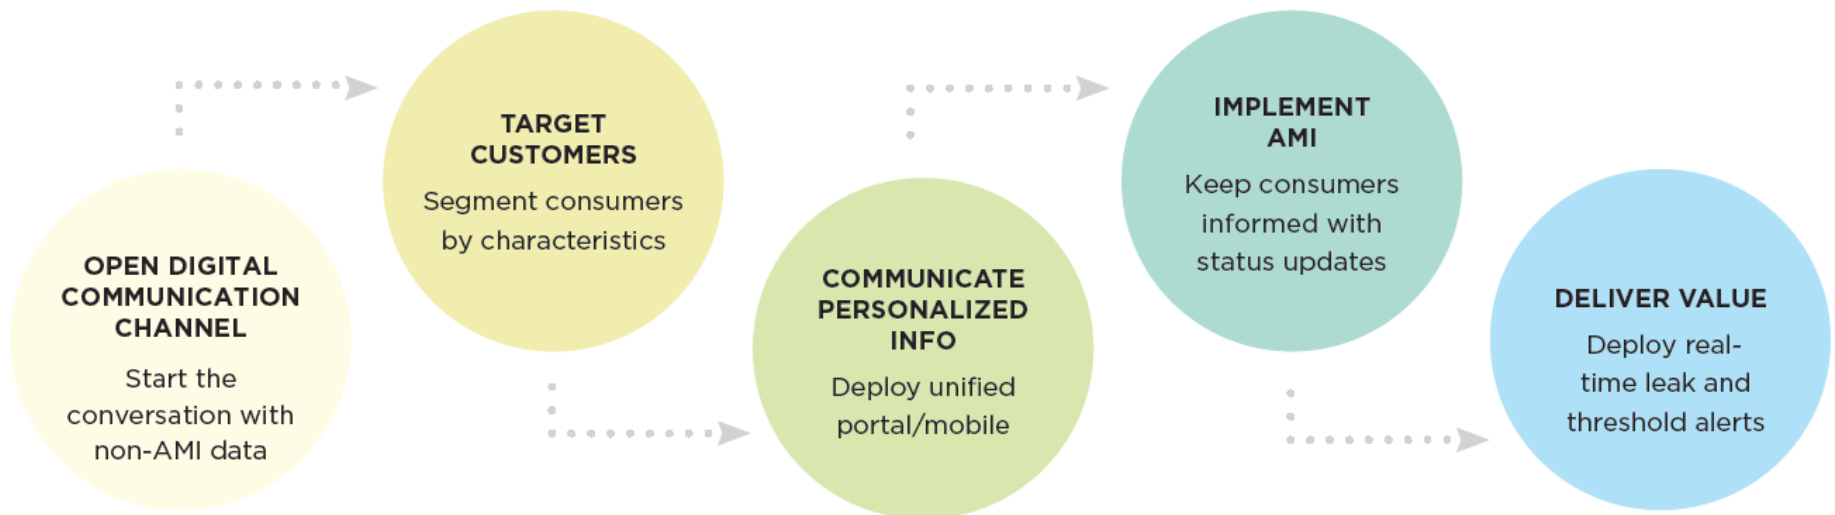 OPEN DIGITAL
COMMUNICATION
CHANNEL
Start the
conversation with
non-AMI data
TARGET
CUSTOMERS
Segment consumers
by characteristics
COMMUNICATE
PERSONALIZED
INFO
Deploy unified
portal/mobile
IMPLEMENT
AMI
Keep consumers
informed with
status updates
DELIVER VALUE
Deploy real-
time leak and
threshold alerts